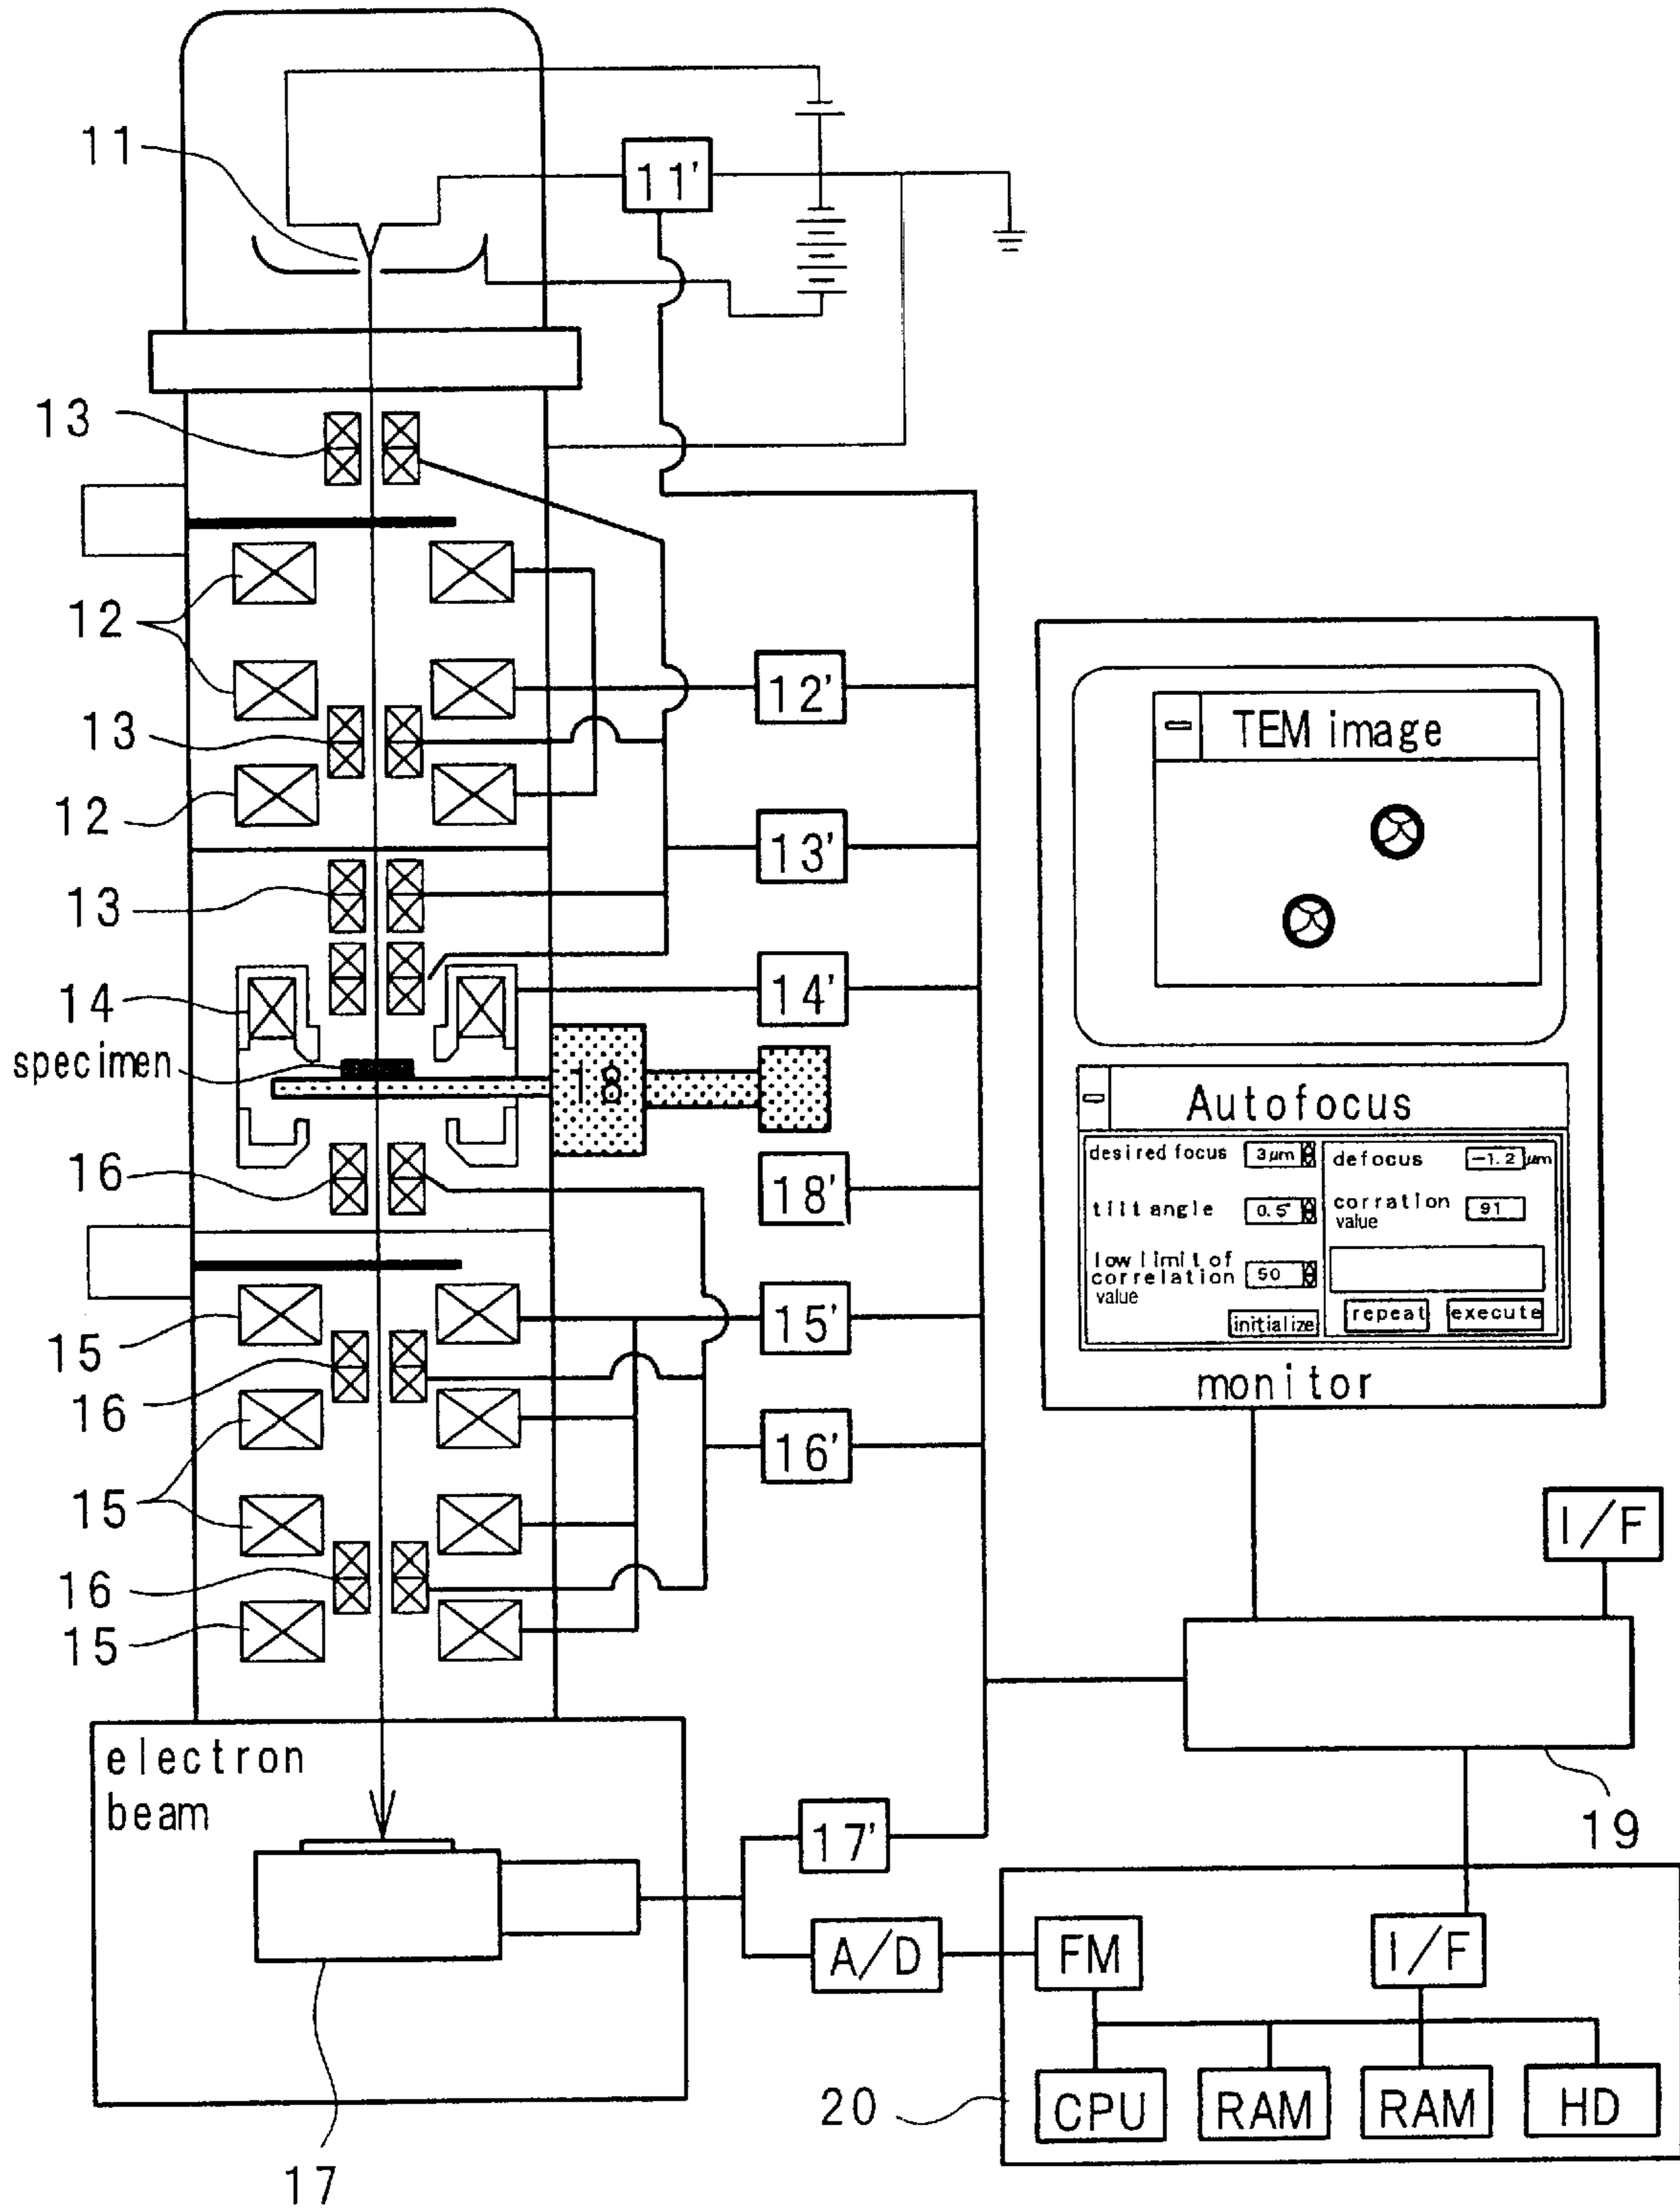 11
11'
13
12
13
12
12'
13'
13
14
14'
specimen
18
16
18'
15
15'
16
16'
15
16
15
electron
beam
17'
17
A/D
TEM image
Autofocus
desired focus 3μm
defocus -1.2 μm
tilt angle 0.5°
corration
value 91
low limit of
correlation
value 50
initialize
repeat
execute
monitor
I/F
19
FM
I/F
20
CPU
RAM
RAM
HD